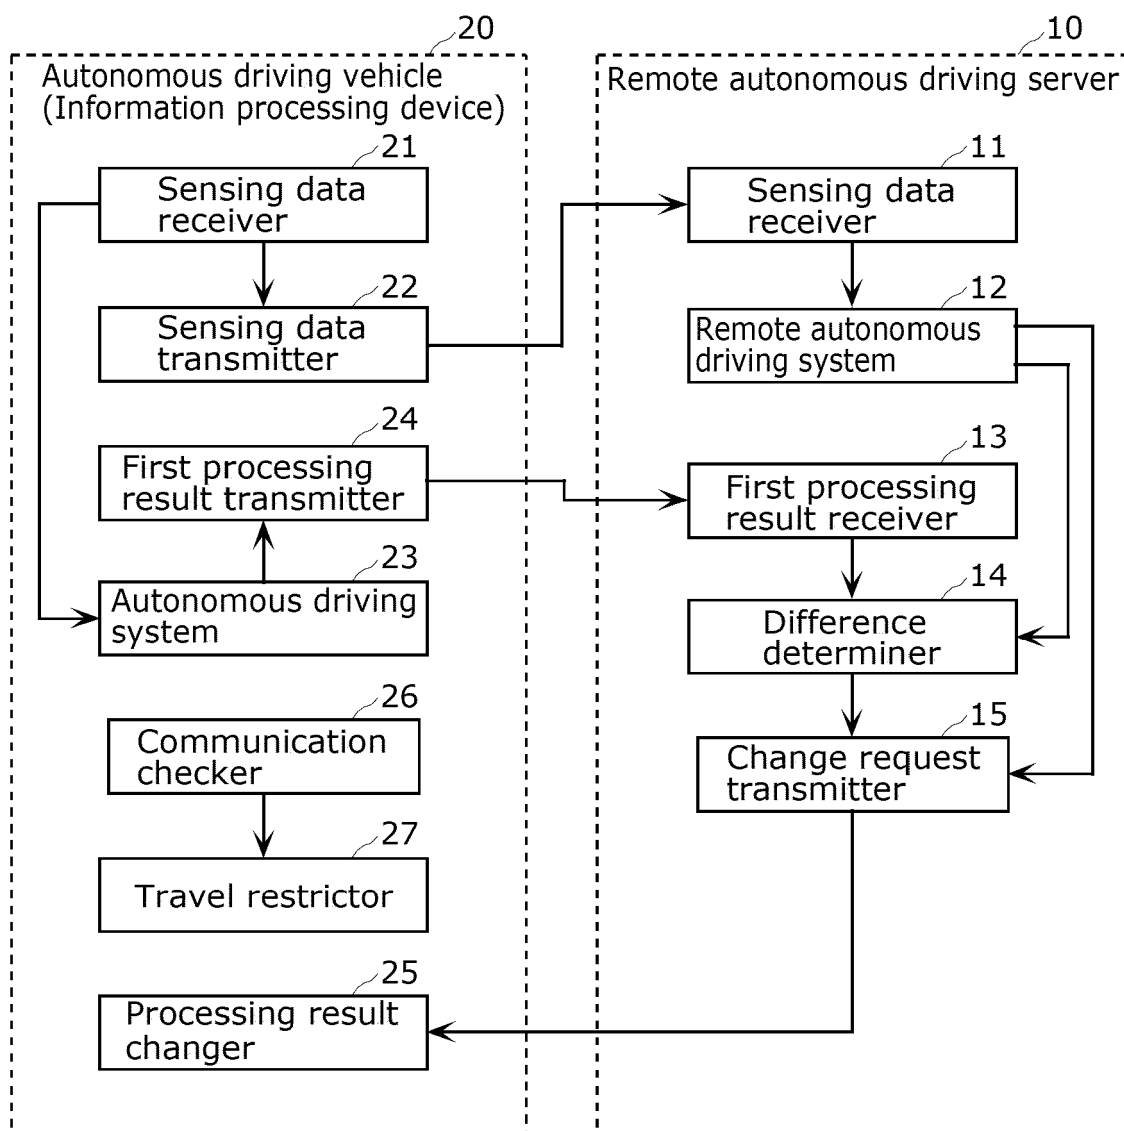 20
Autonomous driving vehicle
(Information processing device)
21
Sensing data
receiver
22
Sensing data
transmitter
24
First processing
result transmitter
23
Autonomous driving
system
26
Communication
checker
27
Travel restrictor
25
Processing result
changer
10
Remote autonomous driving server
11
Sensing data
receiver
12
Remote autonomous
driving system
13
First processing
result receiver
14
Difference
determiner
15
Change request
transmitter